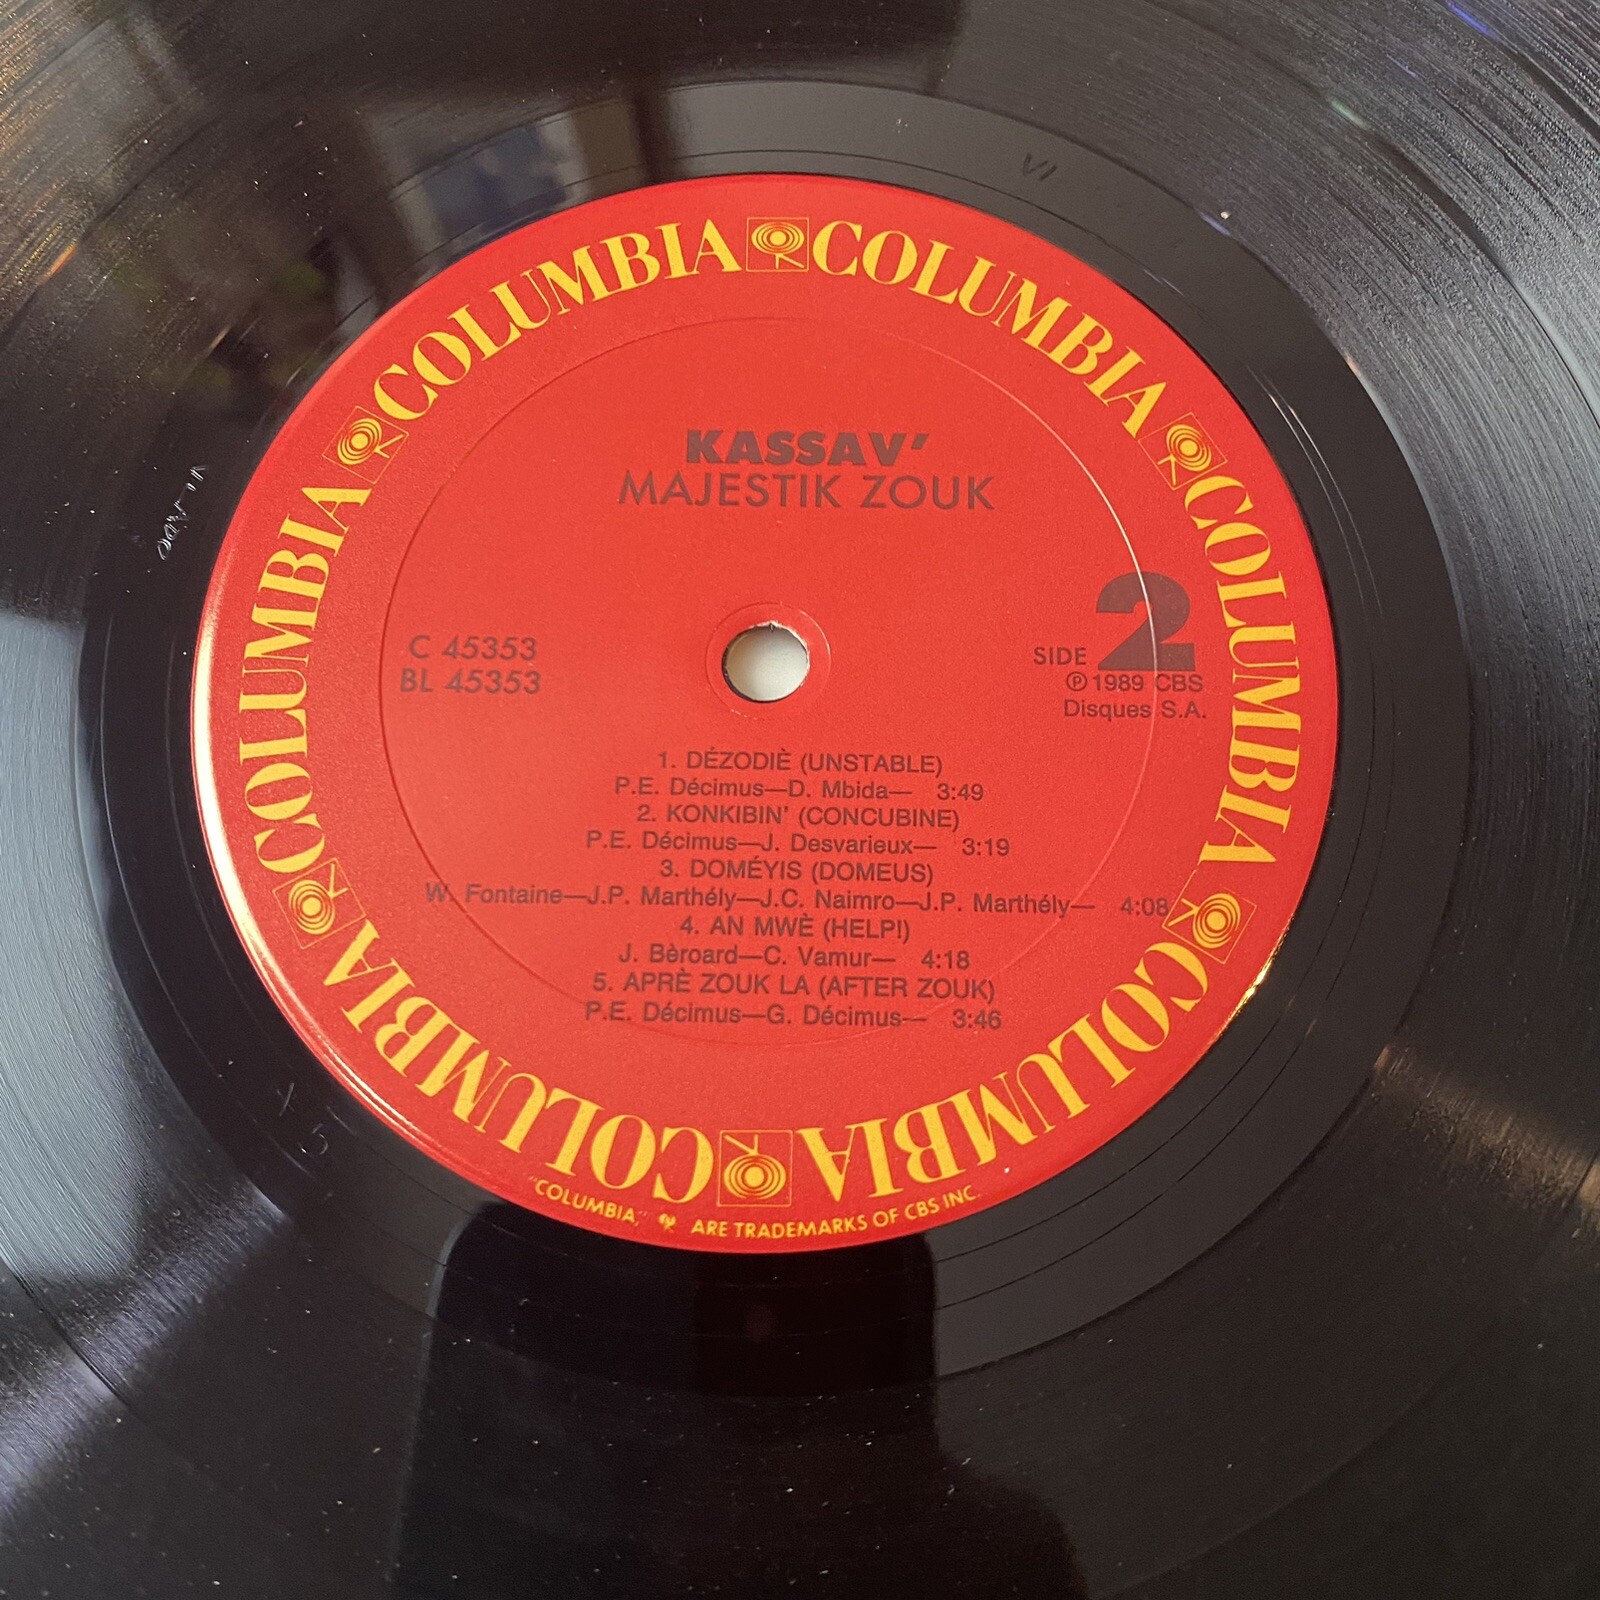 COLUMBIA COLUMBIA COLUMBIA COLUMBIA COLUMBIA COLUMBIA COLUMBIA COLUMBIA
KASSAV'
MAJESTIK ZOUK
C 45353
BL 45353
SIDE 2
℗ 1989 CBS
Disques S.A.
1. DÉZODIÈ (UNSTABLE)
P.E. Décimus—D. Mbida— 3:49
2. KONKIBIN' (CONCUBINE)
P.E. Décimus—J. Desvarieux— 3:19
3. DOMÉYIS (DOMEUS)
W. Fontaine—J.P. Marthély—J.C. Naimro—J.P. Marthély— 4:08
4. AN MWÈ (HELP!)
J. Bèroard—C. Vamur— 4:18
5. APRÈ ZOUK LA (AFTER ZOUK)
P.E. Décimus—G. Décimus— 3:46
"COLUMBIA," ARE TRADEMARKS OF CBS INC.